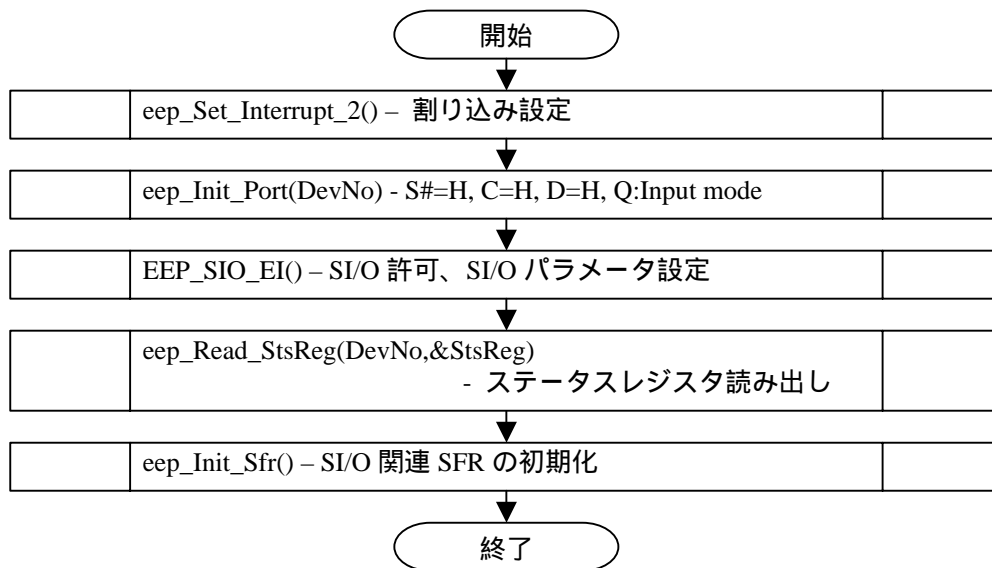 開始
eep_Set_Interrupt_2() – 割り込み設定
eep_Init_Port(DevNo) - S#=H, C=H, D=H, Q:Input mode
EEP_SIO_EI() – SI/O 許可、SI/O パラメータ設定
eep_Read_StsReg(DevNo,&StsReg)
- ステータスレジスタ読み出し
eep_Init_Sfr() – SI/O 関連 SFR の初期化
終了